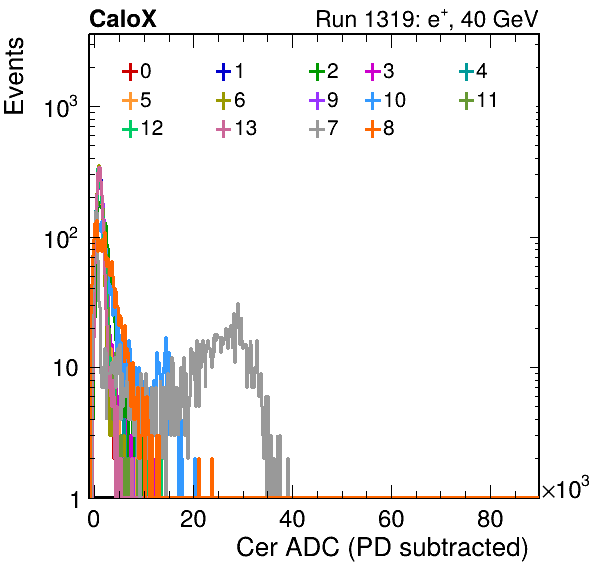 CaloX Run 1319: e⁺, 40 GeV
Events
0 1 2 3 4
5 6 9 10 11
12 13 7 8
10³
10²
10
1
0 20 40 60 80
×10³
Cer ADC (PD subtracted)